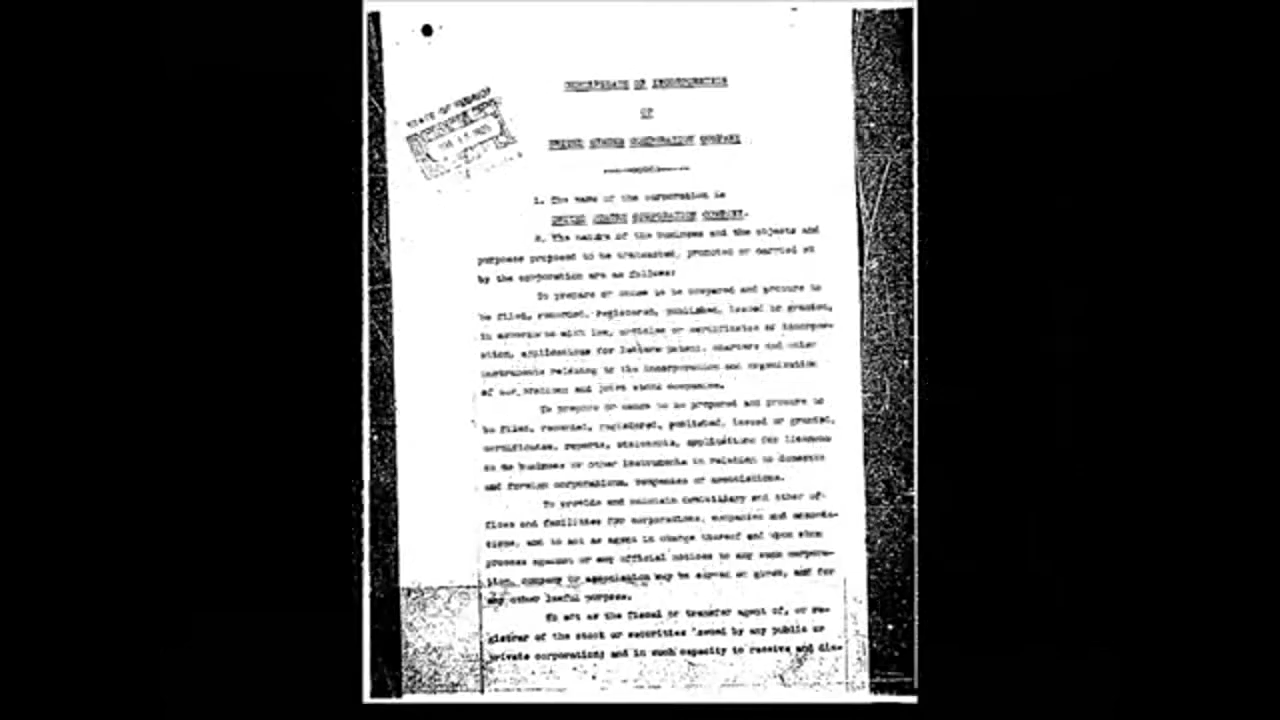 CERTIFICATE OF INCORPORATION
OF
UNITED STATES CORPORATION COMPANY
STATE OF
1. The name of the corporation is
UNITED STATES CORPORATION COMPANY.
2. The nature of the business and the objects and
purposes proposed to be transacted, promoted or carried
by the corporation are as follows:
To prepare or cause to be prepared and procure to
be filed, recorded, registered, published, issued or granted,
in accordance with law, articles or certificates of incorpor-
ation, applications for letters patent, charters and other
instruments relating to the incorporation and organization
of corporations and joint stock companies.
To prepare or cause to be prepared and procure to
be filed, recorded, registered, published, issued or granted,
certificates, reports, statements, applications for licenses
to do business or other instruments in relation to domestic
and foreign corporations, companies or associations.
To provide and maintain domiciliary and other of-
fices and facilities for corporations, companies and associa-
tions, and to act as agent in charge thereof and upon whom
process against or any official notices to any such corpora-
tion, company or association may be served or given, and for
any other lawful purpose.
To act as the fiscal or transfer agent of, or re-
gistrar of the stock or securities issued by any public or
private corporation; and in such capacity to receive and dis-